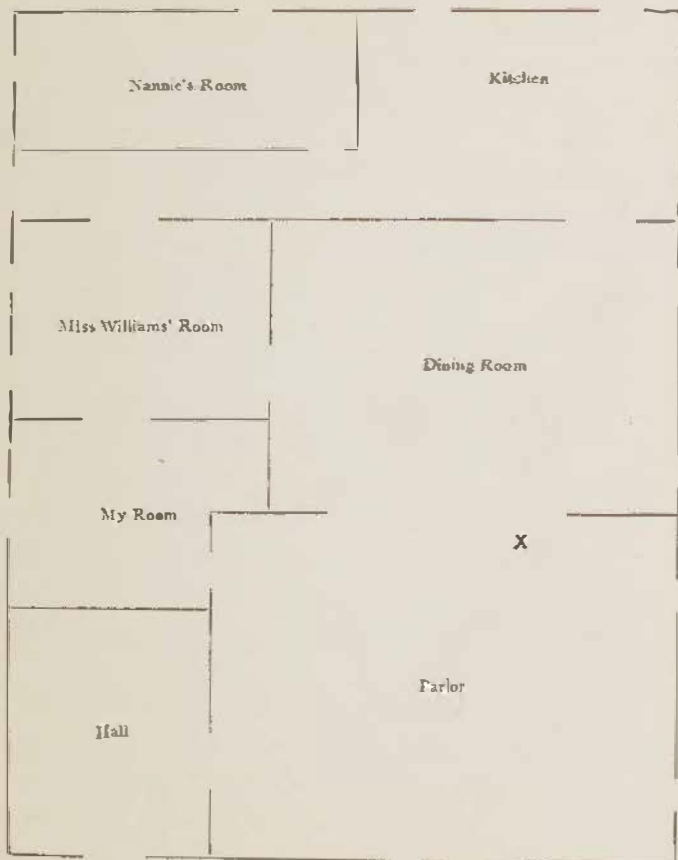 Nannie's Room
Kitchen
Miss Williams' Room
Dining Room
My Room
X
Parlor
Hall